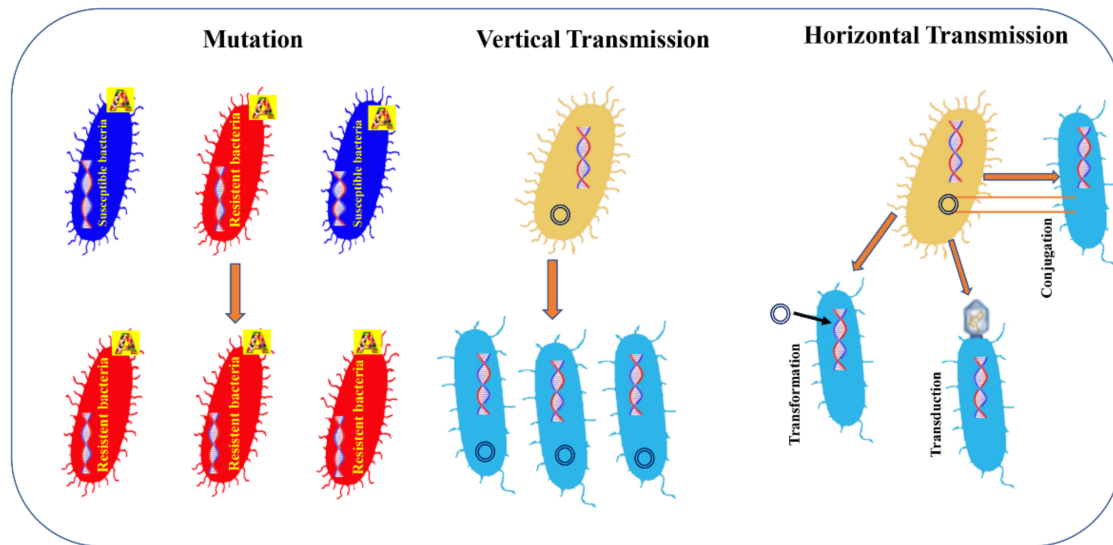 Mutation
Vertical Transmission
Horizontal Transmission
Susceptible bacteria
A
Resistent bacteria
A
Susceptible bacteria
A
Conjugation
Resistent bacteria
A
Resistent bacteria
A
Resistent bacteria
A
Transformation
Transduction